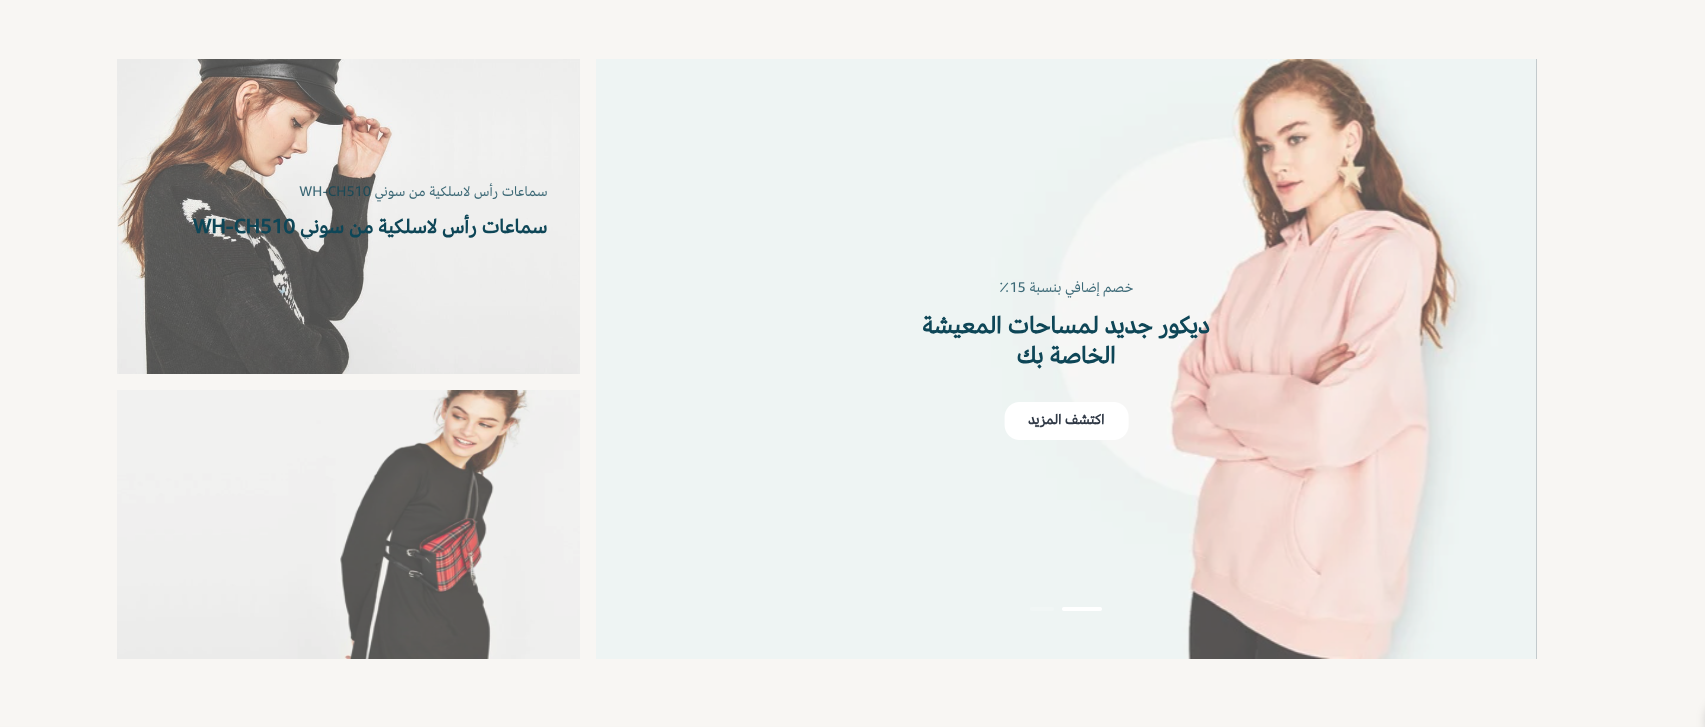 خصم إضافي بنسبة 15٪
ديكور جديد لمساحات المعيشة
الخاصة بك
اكتشف المزيد
سماعات رأس لاسلكية من سوني WH-CH510
سماعات رأس لاسلكية من سوني WH-CH510